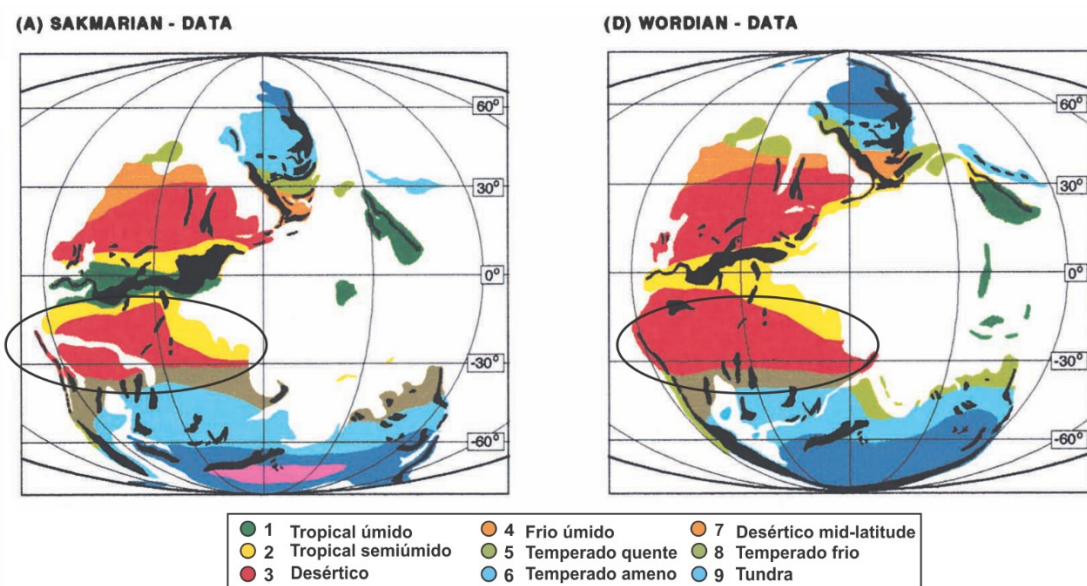 (A) SAKMARIAN - DATA
(D) WORDIAN - DATA
60°
30°
0°
-30°
-60°
60°
30°
0°
-30°
-60°
1 Tropical úmido
2 Tropical semiúmido
3 Desértico
4 Frio úmido
5 Temperado quente
6 Temperado ameno
7 Desértico mid-latitude
8 Temperado frio
9 Tundra